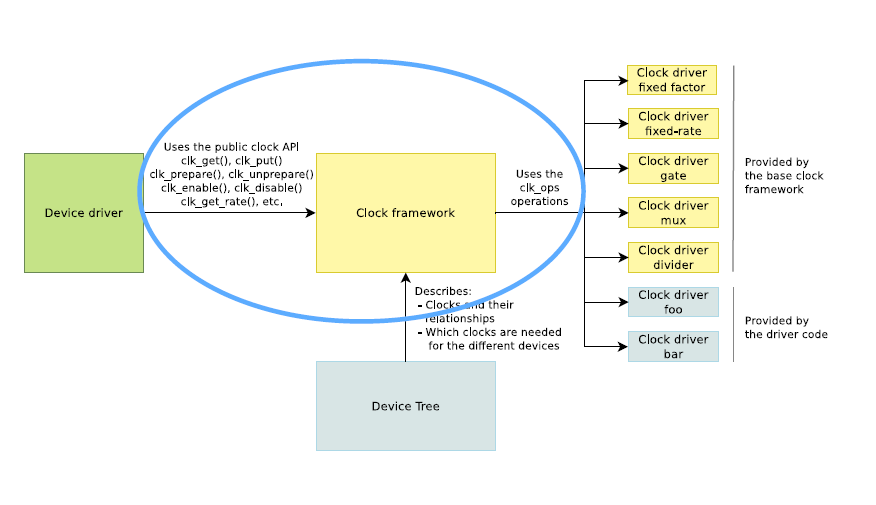 Clock driver
fixed factor
Uses the public clock API
clk_get(), clk_put()
clk_prepare(), clk_unprepare()
clk_enable(), clk_disable()
clk_get_rate(), etc.
Device driver
Clock framework
Uses the
clk_ops
operations
Clock driver
fixed-rate
Clock driver
gate
Clock driver
mux
Clock driver
divider
Provided by
the base clock
framework
Clock driver
foo
Clock driver
bar
Provided by
the driver code
Describes:
- Clocks and their
relationships
- Which clocks are needed
for the different devices
Device Tree